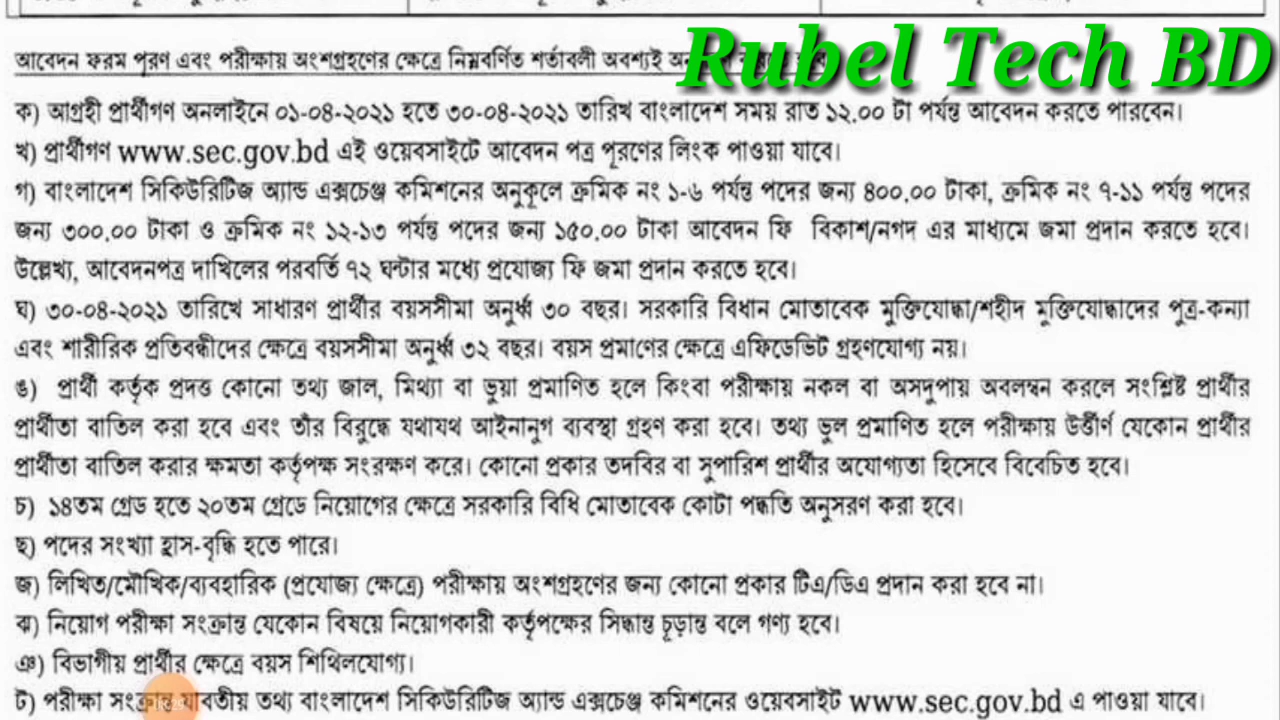 Rubel Tech BD
আবেদন ফরম পূরণ এবং পরীক্ষায় অংশগ্রহণের ক্ষেত্রে নিম্নবর্ণিত শর্তাবলী অবশ্যই
ক) আগ্রহী প্রার্থীগণ অনলাইনে ০১-০৪-২০২১ হতে ৩০-০৪-২০২১ তারিখ বাংলাদেশ সময় রাত ১২.০০ টা পর্যন্ত আবেদন করতে পারবেন।
খ) প্রার্থীগণ www.sec.gov.bd এই ওয়েবসাইটে আবেদন পত্র পূরণের লিংক পাওয়া যাবে।
গ) বাংলাদেশ সিকিউরিটিজ অ্যান্ড এক্সচেঞ্জ কমিশনের অনুকূলে ক্রমিক নং ১-৬ পর্যন্ত পদের জন্য ৪০০.০০ টাকা, ক্রমিক নং ৭-১১ পর্যন্ত পদের
জন্য ৩০০.০০ টাকা ও ক্রমিক নং ১২-১৩ পর্যন্ত পদের জন্য ১৫০.০০ টাকা আবেদন ফি বিকাশ/নগদ এর মাধ্যমে জমা প্রদান করতে হবে।
উল্লেখ্য, আবেদনপত্র দাখিলের পরবর্তি ৭২ ঘন্টার মধ্যে প্রযোজ্য ফি জমা প্রদান করতে হবে।
ঘ) ৩০-০৪-২০২১ তারিখে সাধারণ প্রার্থীর বয়সসীমা অনুর্ধ্ব ৩০ বছর। সরকারি বিধান মোতাবেক মুক্তিযোদ্ধা/শহীদ মুক্তিযোদ্ধাদের পুত্র-কন্যা
এবং শারীরিক প্রতিবন্ধীদের ক্ষেত্রে বয়সসীমা অনুর্ধ্ব ৩২ বছর। বয়স প্রমাণের ক্ষেত্রে এফিডেভিট গ্রহণযোগ্য নয়।
ঙ) প্রার্থী কর্তৃক প্রদত্ত কোনো তথ্য জাল, মিথ্যা বা ভুয়া প্রমাণিত হলে কিংবা পরীক্ষায় নকল বা অসদুপায় অবলম্বন করলে সংশ্লিষ্ট প্রার্থীর
প্রার্থীতা বাতিল করা হবে এবং তাঁর বিরুদ্ধে যথাযথ আইনানুগ ব্যবস্থা গ্রহণ করা হবে। তথ্য ভুল প্রমাণিত হলে পরীক্ষায় উর্ত্তীর্ণ যেকোন প্রার্থীর
প্রার্থীতা বাতিল করার ক্ষমতা কর্তৃপক্ষ সংরক্ষণ করে। কোনো প্রকার তদবির বা সুপারিশ প্রার্থীর অযোগ্যতা হিসেবে বিবেচিত হবে।
চ) ১৪তম গ্রেড হতে ২০তম গ্রেডে নিয়োগের ক্ষেত্রে সরকারি বিধি মোতাবেক কোটা পদ্ধতি অনুসরণ করা হবে।
ছ) পদের সংখ্যা হ্রাস-বৃদ্ধি হতে পারে।
জ) লিখিত/মৌখিক/ব্যবহারিক (প্রযোজ্য ক্ষেত্রে) পরীক্ষায় অংশগ্রহণের জন্য কোনো প্রকার টিএ/ডিএ প্রদান করা হবে না।
ঝ) নিয়োগ পরীক্ষা সংক্রান্ত যেকোন বিষয়ে নিয়োগকারী কর্তৃপক্ষের সিদ্ধান্ত চূড়ান্ত বলে গণ্য হবে।
ঞ) বিভাগীয় প্রার্থীর ক্ষেত্রে বয়স শিথিলযোগ্য।
ট) পরীক্ষা সংক্রান্ত যাবতীয় তথ্য বাংলাদেশ সিকিউরিটিজ অ্যান্ড এক্সচেঞ্জ কমিশনের ওয়েবসাইট www.sec.gov.bd এ পাওয়া যাবে।